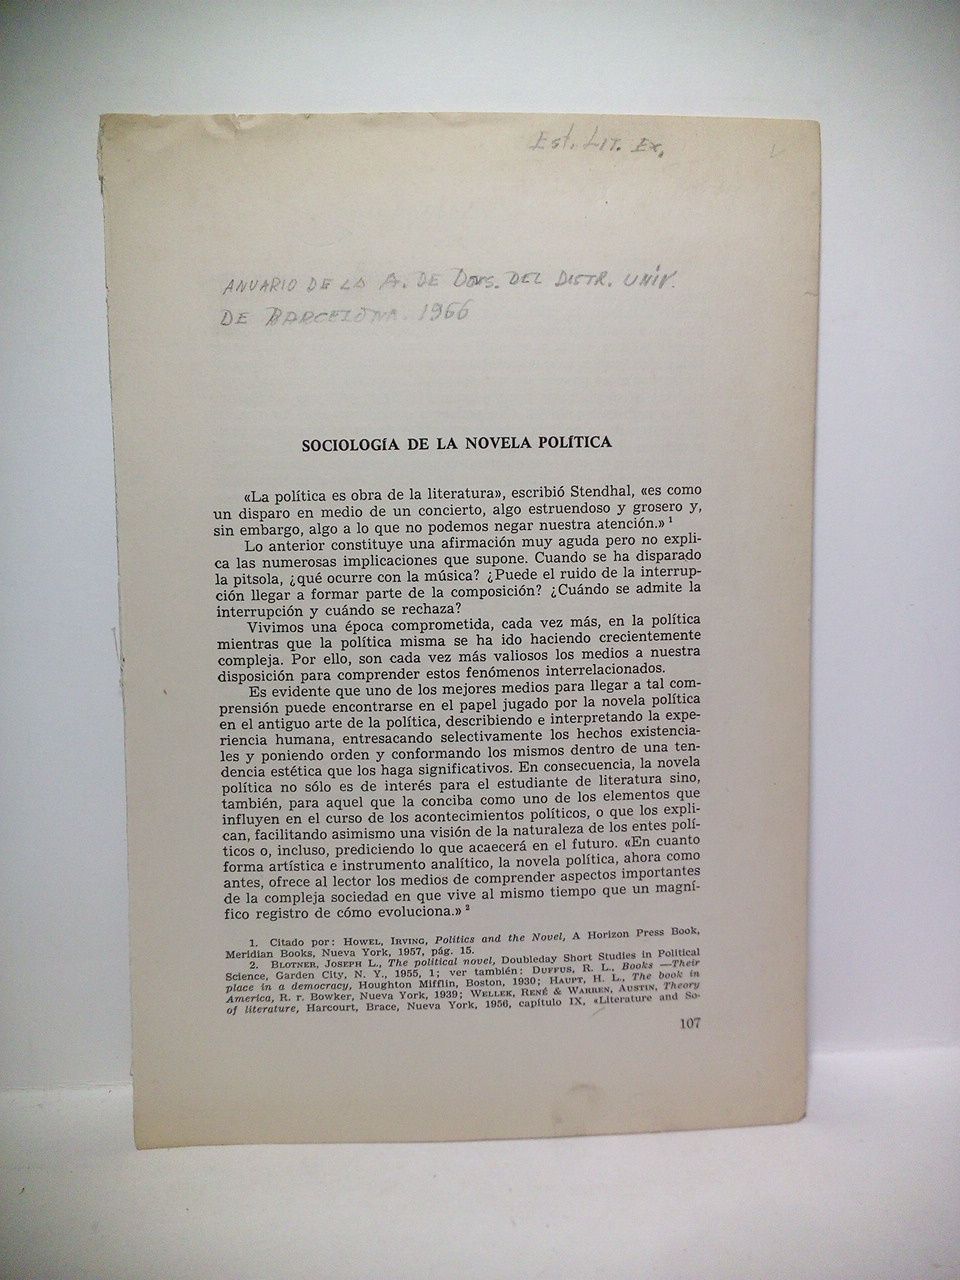 Est. Lit. Ex.
ANUARIO DE LA A. DE DONS. DEL DISTR. UNIV.
DE BARCELONA. 1966
SOCIOLOGÍA DE LA NOVELA POLÍTICA
«La política es obra de la literatura», escribió Stendhal, «es como
un disparo en medio de un concierto, algo estruendoso y grosero y,
sin embargo, algo a lo que no podemos negar nuestra atención.» 1
Lo anterior constituye una afirmación muy aguda pero no expli-
ca las numerosas implicaciones que supone. Cuando se ha disparado
la pitsola, ¿qué ocurre con la música? ¿Puede el ruido de la interrup-
ción llegar a formar parte de la composición? ¿Cuándo se admite la
interrupción y cuándo se rechaza?
Vivimos una época comprometida, cada vez más, en la política
mientras que la política misma se ha ido haciendo crecientemente
compleja. Por ello, son cada vez más valiosos los medios a nuestra
disposición para comprender estos fenómenos interrelacionados.
Es evidente que uno de los mejores medios para llegar a tal com-
prensión puede encontrarse en el papel jugado por la novela política
en el antiguo arte de la política, describiendo e interpretando la expe-
riencia humana, entresacando selectivamente los hechos existencia-
les y poniendo orden y conformando los mismos dentro de una ten-
dencia estética que los haga significativos. En consecuencia, la novela
política no sólo es de interés para el estudiante de literatura sino,
también, para aquel que la conciba como uno de los elementos que
influyen en el curso de los acontecimientos políticos, o que los expli-
can, facilitando asimismo una visión de la naturaleza de los entes polí-
ticos o, incluso, prediciendo lo que acaecerá en el futuro. «En cuanto
forma artística e instrumento analítico, la novela política, ahora como
antes, ofrece al lector los medios de comprender aspectos importantes
de la compleja sociedad en que vive al mismo tiempo que un magní-
fico registro de cómo evoluciona.» 2
1. Citado por: HOWEL, IRVING, Politics and the Novel, A Horizon Press Book,
Meridian Books, Nueva York, 1957, pág. 15.
2. BLOTNER, JOSEPH L., The political novel, Doubleday Short Studies in Political
Science, Garden City, N. Y., 1955, 1; ver también: DUFFUS, R. L., Books —Their
place in a democracy, Houghton Mifflin, Boston, 1930; HAUPT, H. L., The book in
America, R. r. Bowker, Nueva York, 1939; WELLEK, RENÉ & WARREN, AUSTIN, Theory
of literature, Harcourt, Brace, Nueva York, 1956, capítulo IX, «Literature and So-
107